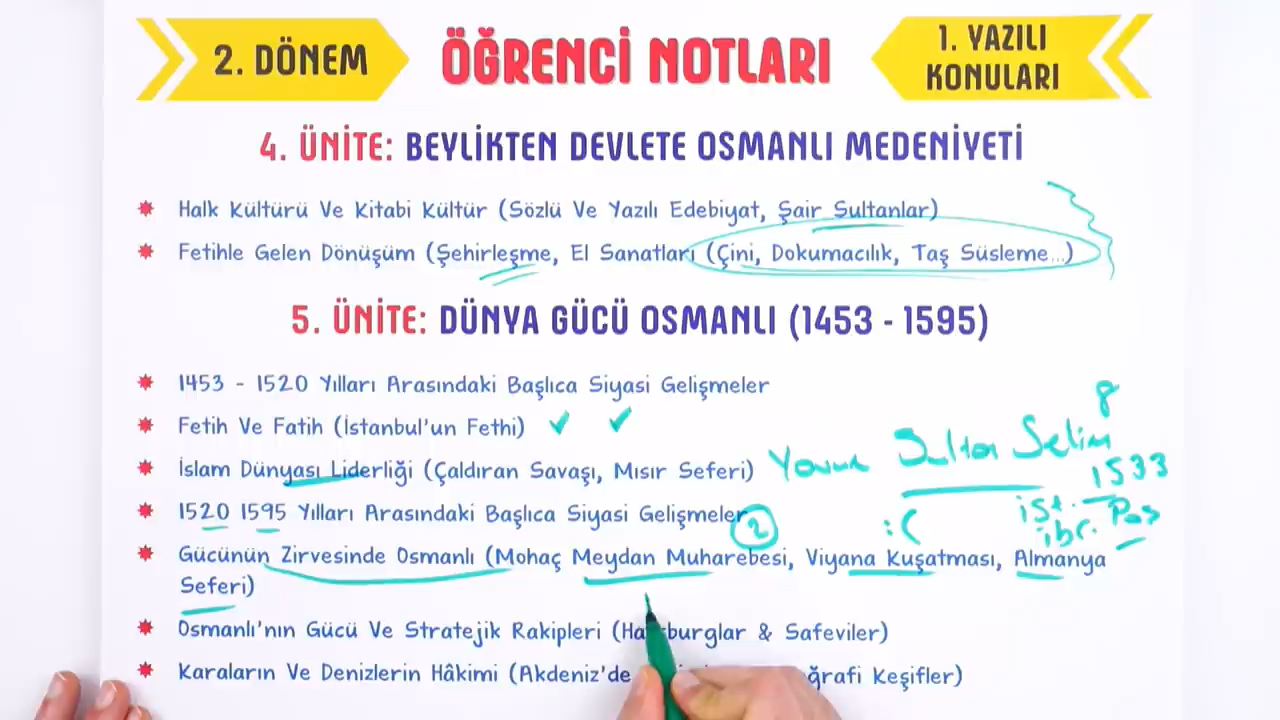 2. DÖNEM
ÖĞRENCİ NOTLARI
1. YAZILI
KONULARI
4. ÜNİTE: BEYLİKTEN DEVLETE OSMANLI MEDENİYETİ
Halk Kültürü Ve Kitabi Kültür (Sözlü Ve Yazılı Edebiyat, Şair Sultanlar)
Fetihle Gelen Dönüşüm (Şehirleşme, El Sanatları (Çini, Dokumacılık, Taş Süsleme...)
5. ÜNİTE: DÜNYA GÜCÜ OSMANLI (1453 - 1595)
1453 - 1520 Yılları Arasındaki Başlıca Siyasi Gelişmeler
8
Fetih Ve Fatih (İstanbul'un Fethi)
İslam Dünyası Liderliği (Çaldıran Savaşı, Mısır Seferi) Yavuz Sultan Selim
1533
1520 1595 Yılları Arasındaki Başlıca Siyasi Gelişmeler
2
:(
ist. Paş
ibr.
Gücünün Zirvesinde Osmanlı (Mohaç Meydan Muharebesi, Viyana Kuşatması, Almanya
Seferi)
Osmanlı'nın Gücü Ve Stratejik Rakipleri (Habsburglar & Safeviler)
Karaların Ve Denizlerin Hâkimi (Akdeniz'de Keşifler)